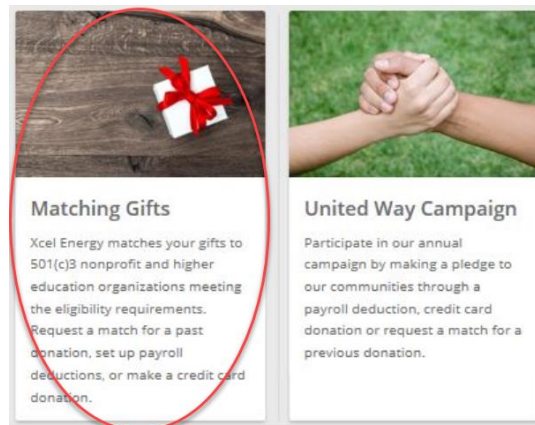 Matching Gifts
Xcel Energy matches your gifts to
501(c)3 nonprofit and higher
education organizations meeting
the eligibility requirements.
Request a match for a past
donation, set up payroll
deductions, or make a credit card
donation.
United Way Campaign
Participate in our annual
campaign by making a pledge to
our communities through a
payroll deduction, credit card
donation or request a match for a
previous donation.